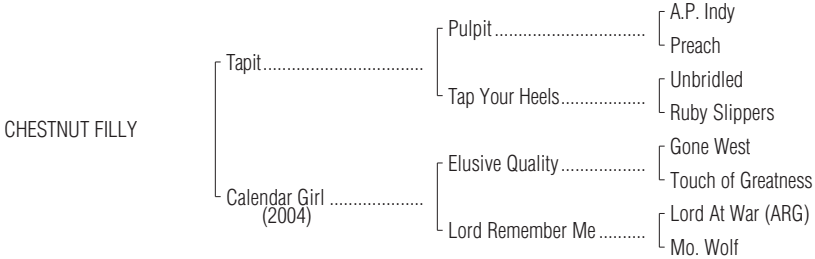 A.P. Indy
Pulpit..............................
Preach
Tapit................................
Unbridled
Tap Your Heels.................
Ruby Slippers
CHESTNUT FILLY
Gone West
Elusive Quality.................
Touch of Greatness
Calendar Girl ...................
(2004)
Lord At War (ARG)
Lord Remember Me ..........
Mo. Wolf